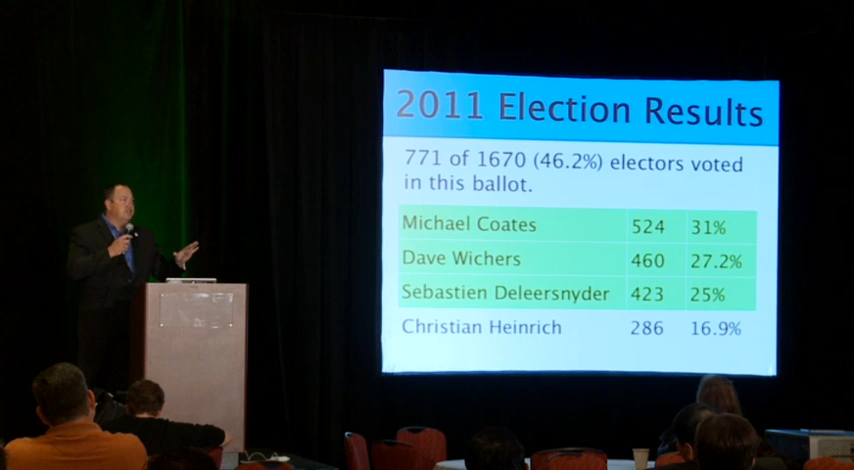 2011 Election Results
771 of 1670 (46.2%) electors voted
in this ballot.
Michael Coates 524 31%
Dave Wichers 460 27.2%
Sebastien Deleersnyder 423 25%
Christian Heinrich 286 16.9%